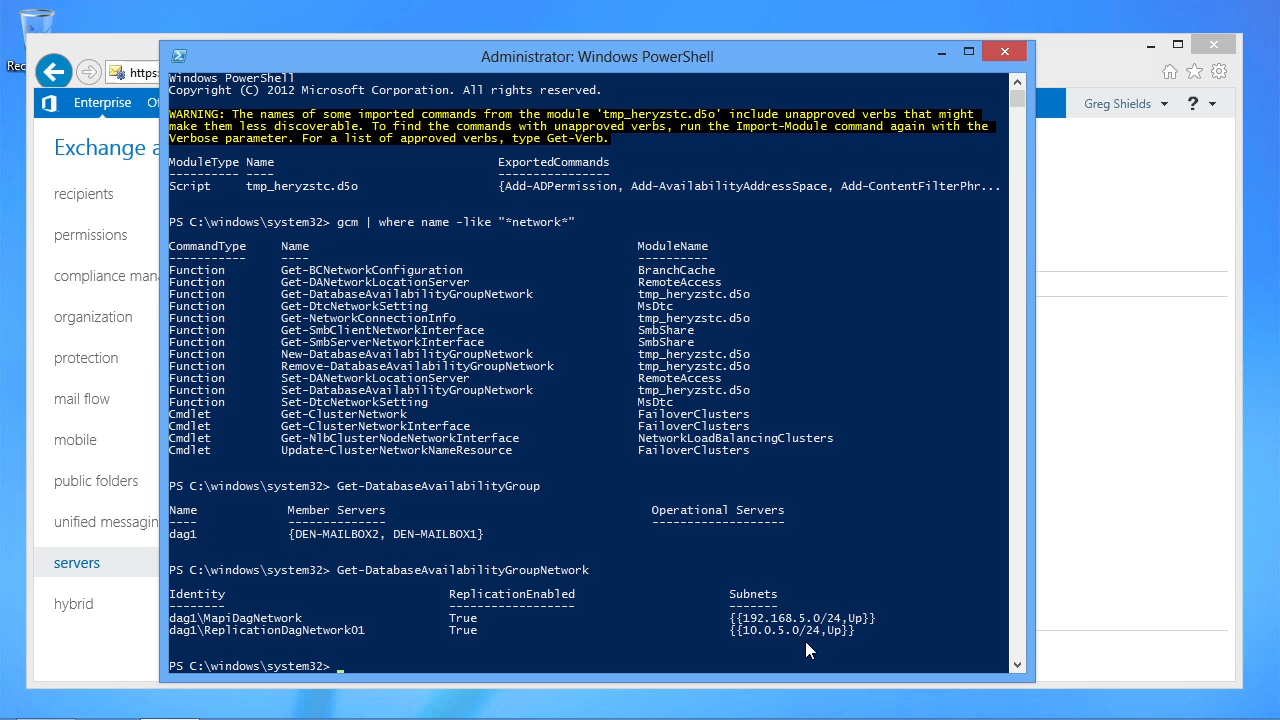 Rec
Administrator: Windows PowerShell
https:
Enterprise
Greg Shields
?
Exchange a
recipients
permissions
compliance man
organization
protection
mail flow
mobile
public folders
unified messagin
servers
hybrid
Windows PowerShell
Copyright (C) 2012 Microsoft Corporation. All rights reserved.
WARNING: The names of some imported commands from the module 'tmp_heryzstc.d5o' include unapproved verbs that might
make them less discoverable. To find the commands with unapproved verbs, run the Import-Module command again with the
Verbose parameter. For a list of approved verbs, type Get-Verb.
ModuleType Name ExportedCommands
---------- ---- ----------------
Script tmp_heryzstc.d5o {Add-ADPermission, Add-AvailabilityAddressSpace, Add-ContentFilterPhr...
PS C:\windows\system32> gcm | where name -like "*network*"
CommandType Name ModuleName
----------- ---- ----------
Function Get-BCNetworkConfiguration BranchCache
Function Get-DANetworkLocationServer RemoteAccess
Function Get-DatabaseAvailabilityGroupNetwork tmp_heryzstc.d5o
Function Get-DtcNetworkSetting MsDtc
Function Get-NetworkConnectionInfo tmp_heryzstc.d5o
Function Get-SmbClientNetworkInterface SmbShare
Function Get-SmbServerNetworkInterface SmbShare
Function New-DatabaseAvailabilityGroupNetwork tmp_heryzstc.d5o
Function Remove-DatabaseAvailabilityGroupNetwork tmp_heryzstc.d5o
Function Set-DANetworkLocationServer RemoteAccess
Function Set-DatabaseAvailabilityGroupNetwork tmp_heryzstc.d5o
Function Set-DtcNetworkSetting MsDtc
Cmdlet Get-ClusterNetwork FailoverClusters
Cmdlet Get-ClusterNetworkInterface FailoverClusters
Cmdlet Get-NlbClusterNodeNetworkInterface NetworkLoadBalancingClusters
Cmdlet Update-ClusterNetworkNameResource FailoverClusters
PS C:\windows\system32> Get-DatabaseAvailabilityGroup
Name Member Servers Operational Servers
---- -------------- -------------------
dag1 {DEN-MAILBOX2, DEN-MAILBOX1}
PS C:\windows\system32> Get-DatabaseAvailabilityGroupNetwork
Identity ReplicationEnabled Subnets
-------- ------------------ -------
dag1\MapiDagNetwork True {{192.168.5.0/24,Up}}
dag1\ReplicationDagNetwork01 True {{10.0.5.0/24,Up}}
PS C:\windows\system32>